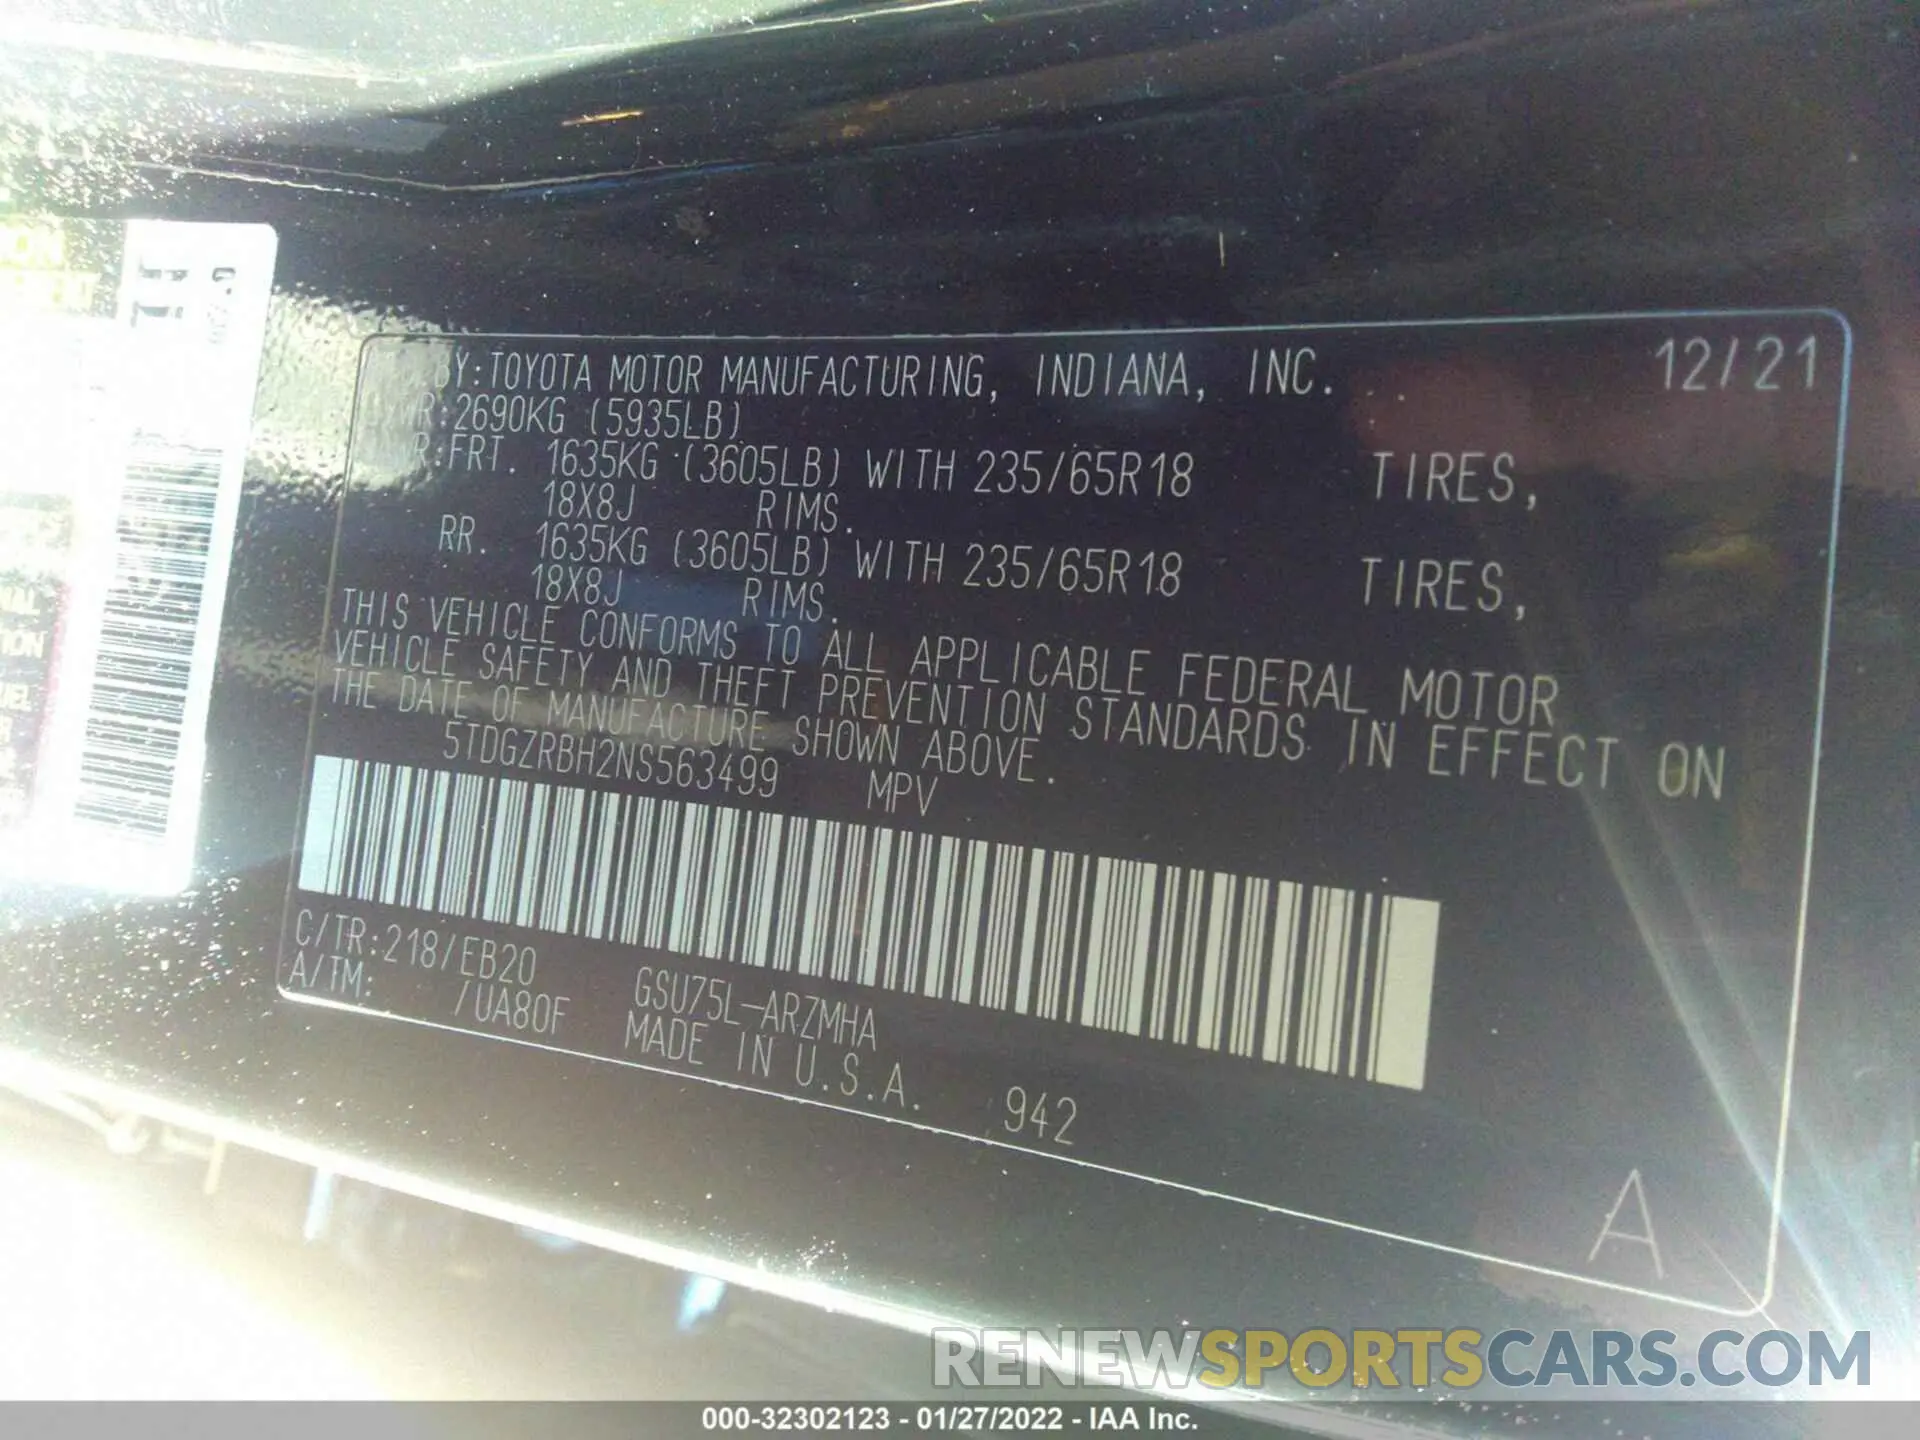 BY:TOYOTA MOTOR MANUFACTURING, INDIANA, INC. 12/21
R:2690KG (5935LB)
R:FRT. 1635KG (3605LB) WITH 235/65R18 TIRES,
18X8J RIMS.
RR. 1635KG (3605LB) WITH 235/65R18 TIRES,
18X8J RIMS.
THIS VEHICLE CONFORMS TO ALL APPLICABLE FEDERAL MOTOR
VEHICLE SAFETY AND THEFT PREVENTION STANDARDS IN EFFECT ON
THE DATE OF MANUFACTURE SHOWN ABOVE.
5TDGZRBH2NS563499 MPV
C/TR:218/EB20 GSU75L-ARZMHA
A/TM: /UA80F MADE IN U.S.A. 942
A
RENEWSPORTSCARS.COM
000-32302123 - 01/27/2022 - IAA Inc.